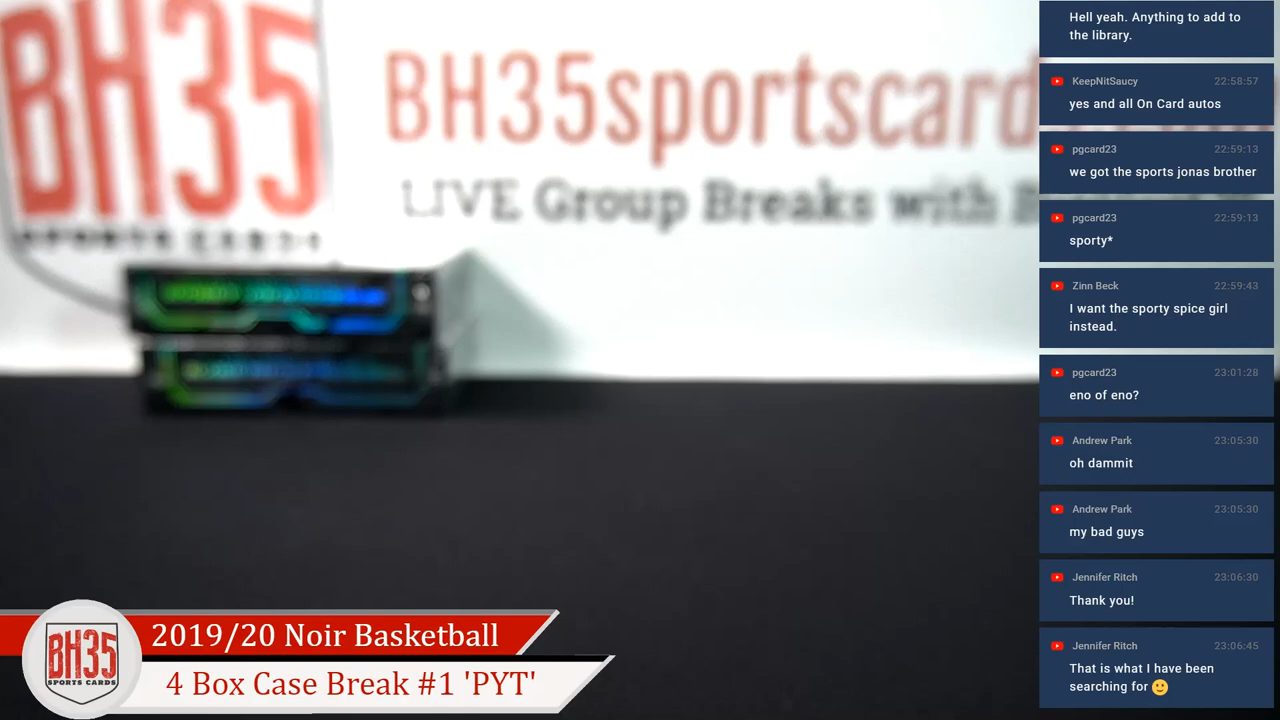 BH35
SPORTS CARDS
BH35sportscard
LIVE Group Breaks with B
Hell yeah. Anything to add to
the library.
KeepNitSaucy 22:58:57
yes and all On Card autos
pgcard23 22:59:13
we got the sports jonas brother
pgcard23 22:59:13
sporty*
Zinn Beck 22:59:43
I want the sporty spice girl
instead.
pgcard23 23:01:28
eno of eno?
Andrew Park 23:05:30
oh dammit
Andrew Park 23:05:30
my bad guys
Jennifer Ritch 23:06:30
Thank you!
Jennifer Ritch 23:06:45
That is what I have been
searching for 🙂
BH35
SPORTS CARDS
2019/20 Noir Basketball
4 Box Case Break #1 'PYT'